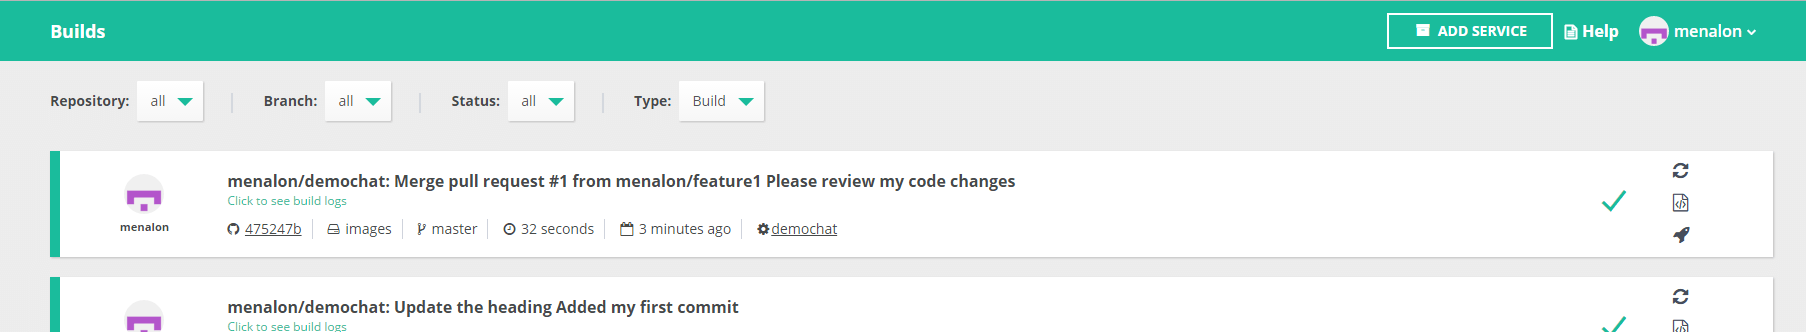 Builds ADD SERVICE Help menalon
Repository: all Branch: all Status: all Type: Build
menalon/demochat: Merge pull request #1 from menalon/feature1 Please review my code changes
Click to see build logs
menalon 475247b images master 32 seconds 3 minutes ago demochat
menalon/demochat: Update the heading Added my first commit
Click to see build logs